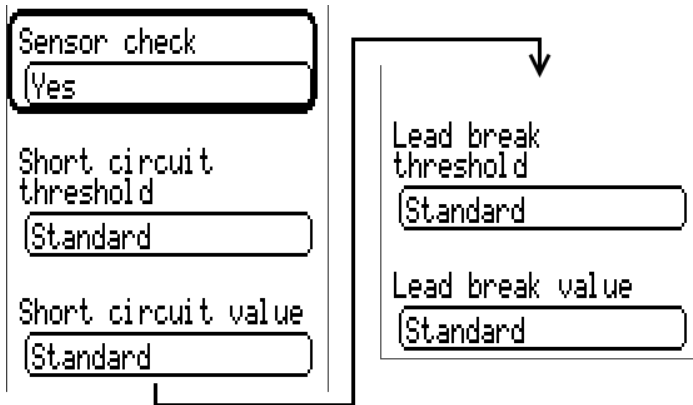 Sensor check
Yes
Short circuit
threshold
Standard
Short circuit value
Standard
Lead break
threshold
Standard
Lead break value
Standard